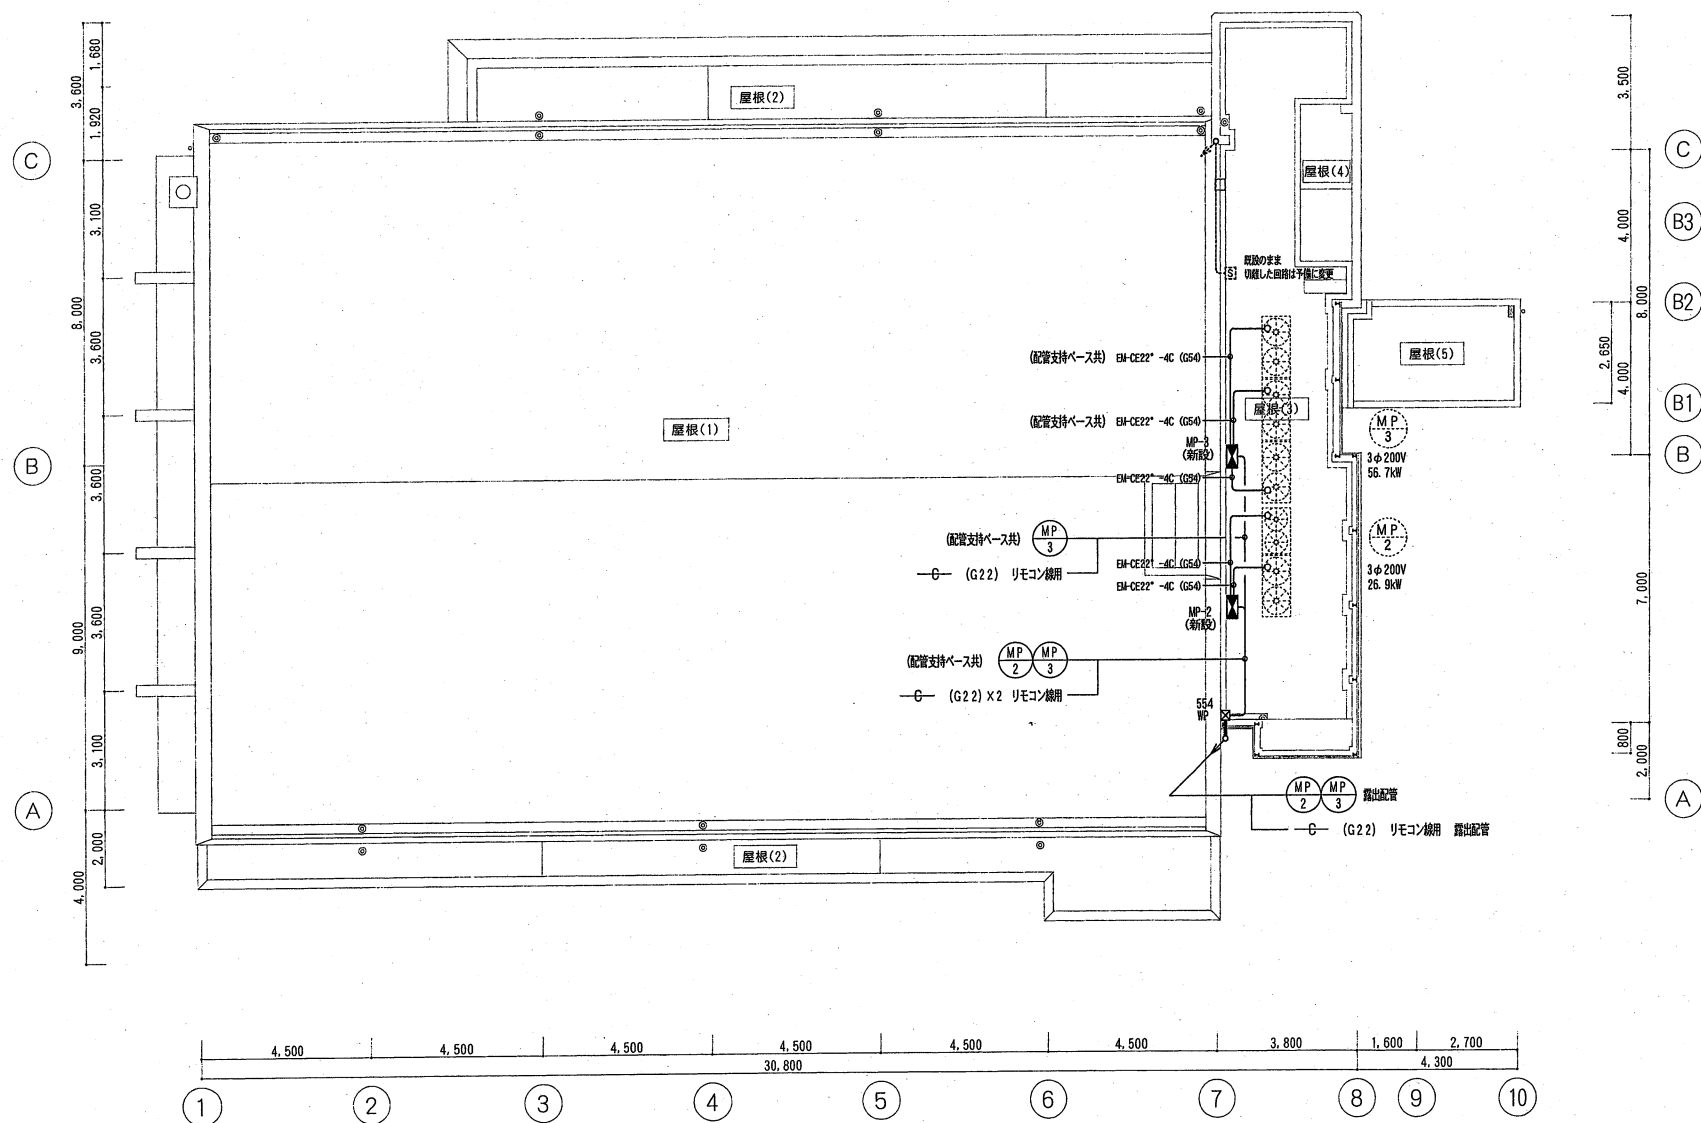 3,600
1,680
1,920
3,100
8,000
3,600
3,600
9,000
3,600
3,100
2,000
4,000
C
B
A
屋根(2)
屋根(1)
屋根(2)
屋根(4)
屋根(5)
屋根(3)
S
既設のまま
切離した回路は予備に変更
(配管支持ベース共) EM-CE22°-4C (G54)
(配管支持ベース共) EM-CE22°-4C (G54)
MP-3
(新設)
EM-CE22°-4C (G54)
(配管支持ベース共) MP 3
C (G22) リモコン線用
EM-CE22°-4C (G54)
EM-CE22°-4C (G54)
MP-2
(新設)
(配管支持ベース共) MP 2 MP 3
C (G22)×2 リモコン線用
554
WP
MP 2 MP 3 露出配管
C (G22) リモコン線用 露出配管
MP
3
3φ200V
56.7kW
MP
2
3φ200V
26.9kW
3,500
4,000
8,000
2,650
4,000
7,000
800
2,000
C
B3
B2
B1
B
A
4,500 4,500 4,500 4,500 4,500 4,500 3,800 1,600 2,700
30,800 4,300
1 2 3 4 5 6 7 8 9 10